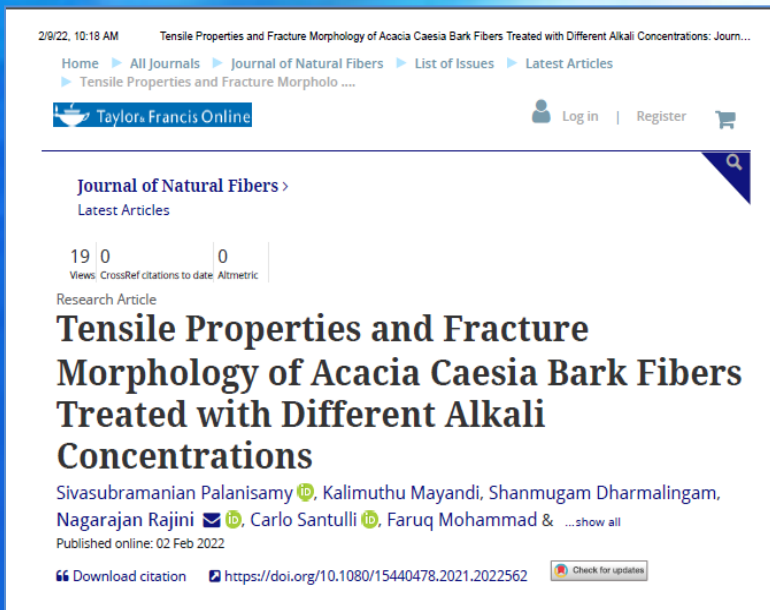 2/9/22, 10:18 AM Tensile Properties and Fracture Morphology of Acacia Caesia Bark Fibers Treated with Different Alkali Concentrations: Journ…
Home All Journals Journal of Natural Fibers List of Issues Latest Articles
Tensile Properties and Fracture Morpholo ....
Taylor & Francis Online
Log in | Register
Journal of Natural Fibers >
Latest Articles
19 0 0
Views CrossRef citations to date Altmetric
Research Article
Tensile Properties and Fracture
Morphology of Acacia Caesia Bark Fibers
Treated with Different Alkali
Concentrations
Sivasubramanian Palanisamy iD, Kalimuthu Mayandi, Shanmugam Dharmalingam,
Nagarajan Rajini iD, Carlo Santulli iD, Faruq Mohammad & ...show all
Published online: 02 Feb 2022
Download citation https://doi.org/10.1080/15440478.2021.2022562 Check for updates